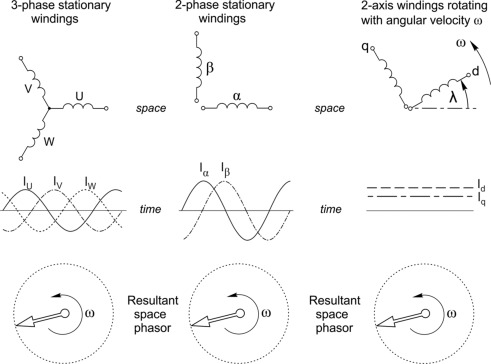 3-phase stationary
windings
2-phase stationary
windings
2-axis windings rotating
with angular velocity ω
V
U
W
space
β
α
space
q
ω
d
λ
I_U I_V I_W
time
I_α I_β
time
I_d
I_q
ω
Resultant
space
phasor
ω
Resultant
space
phasor
ω